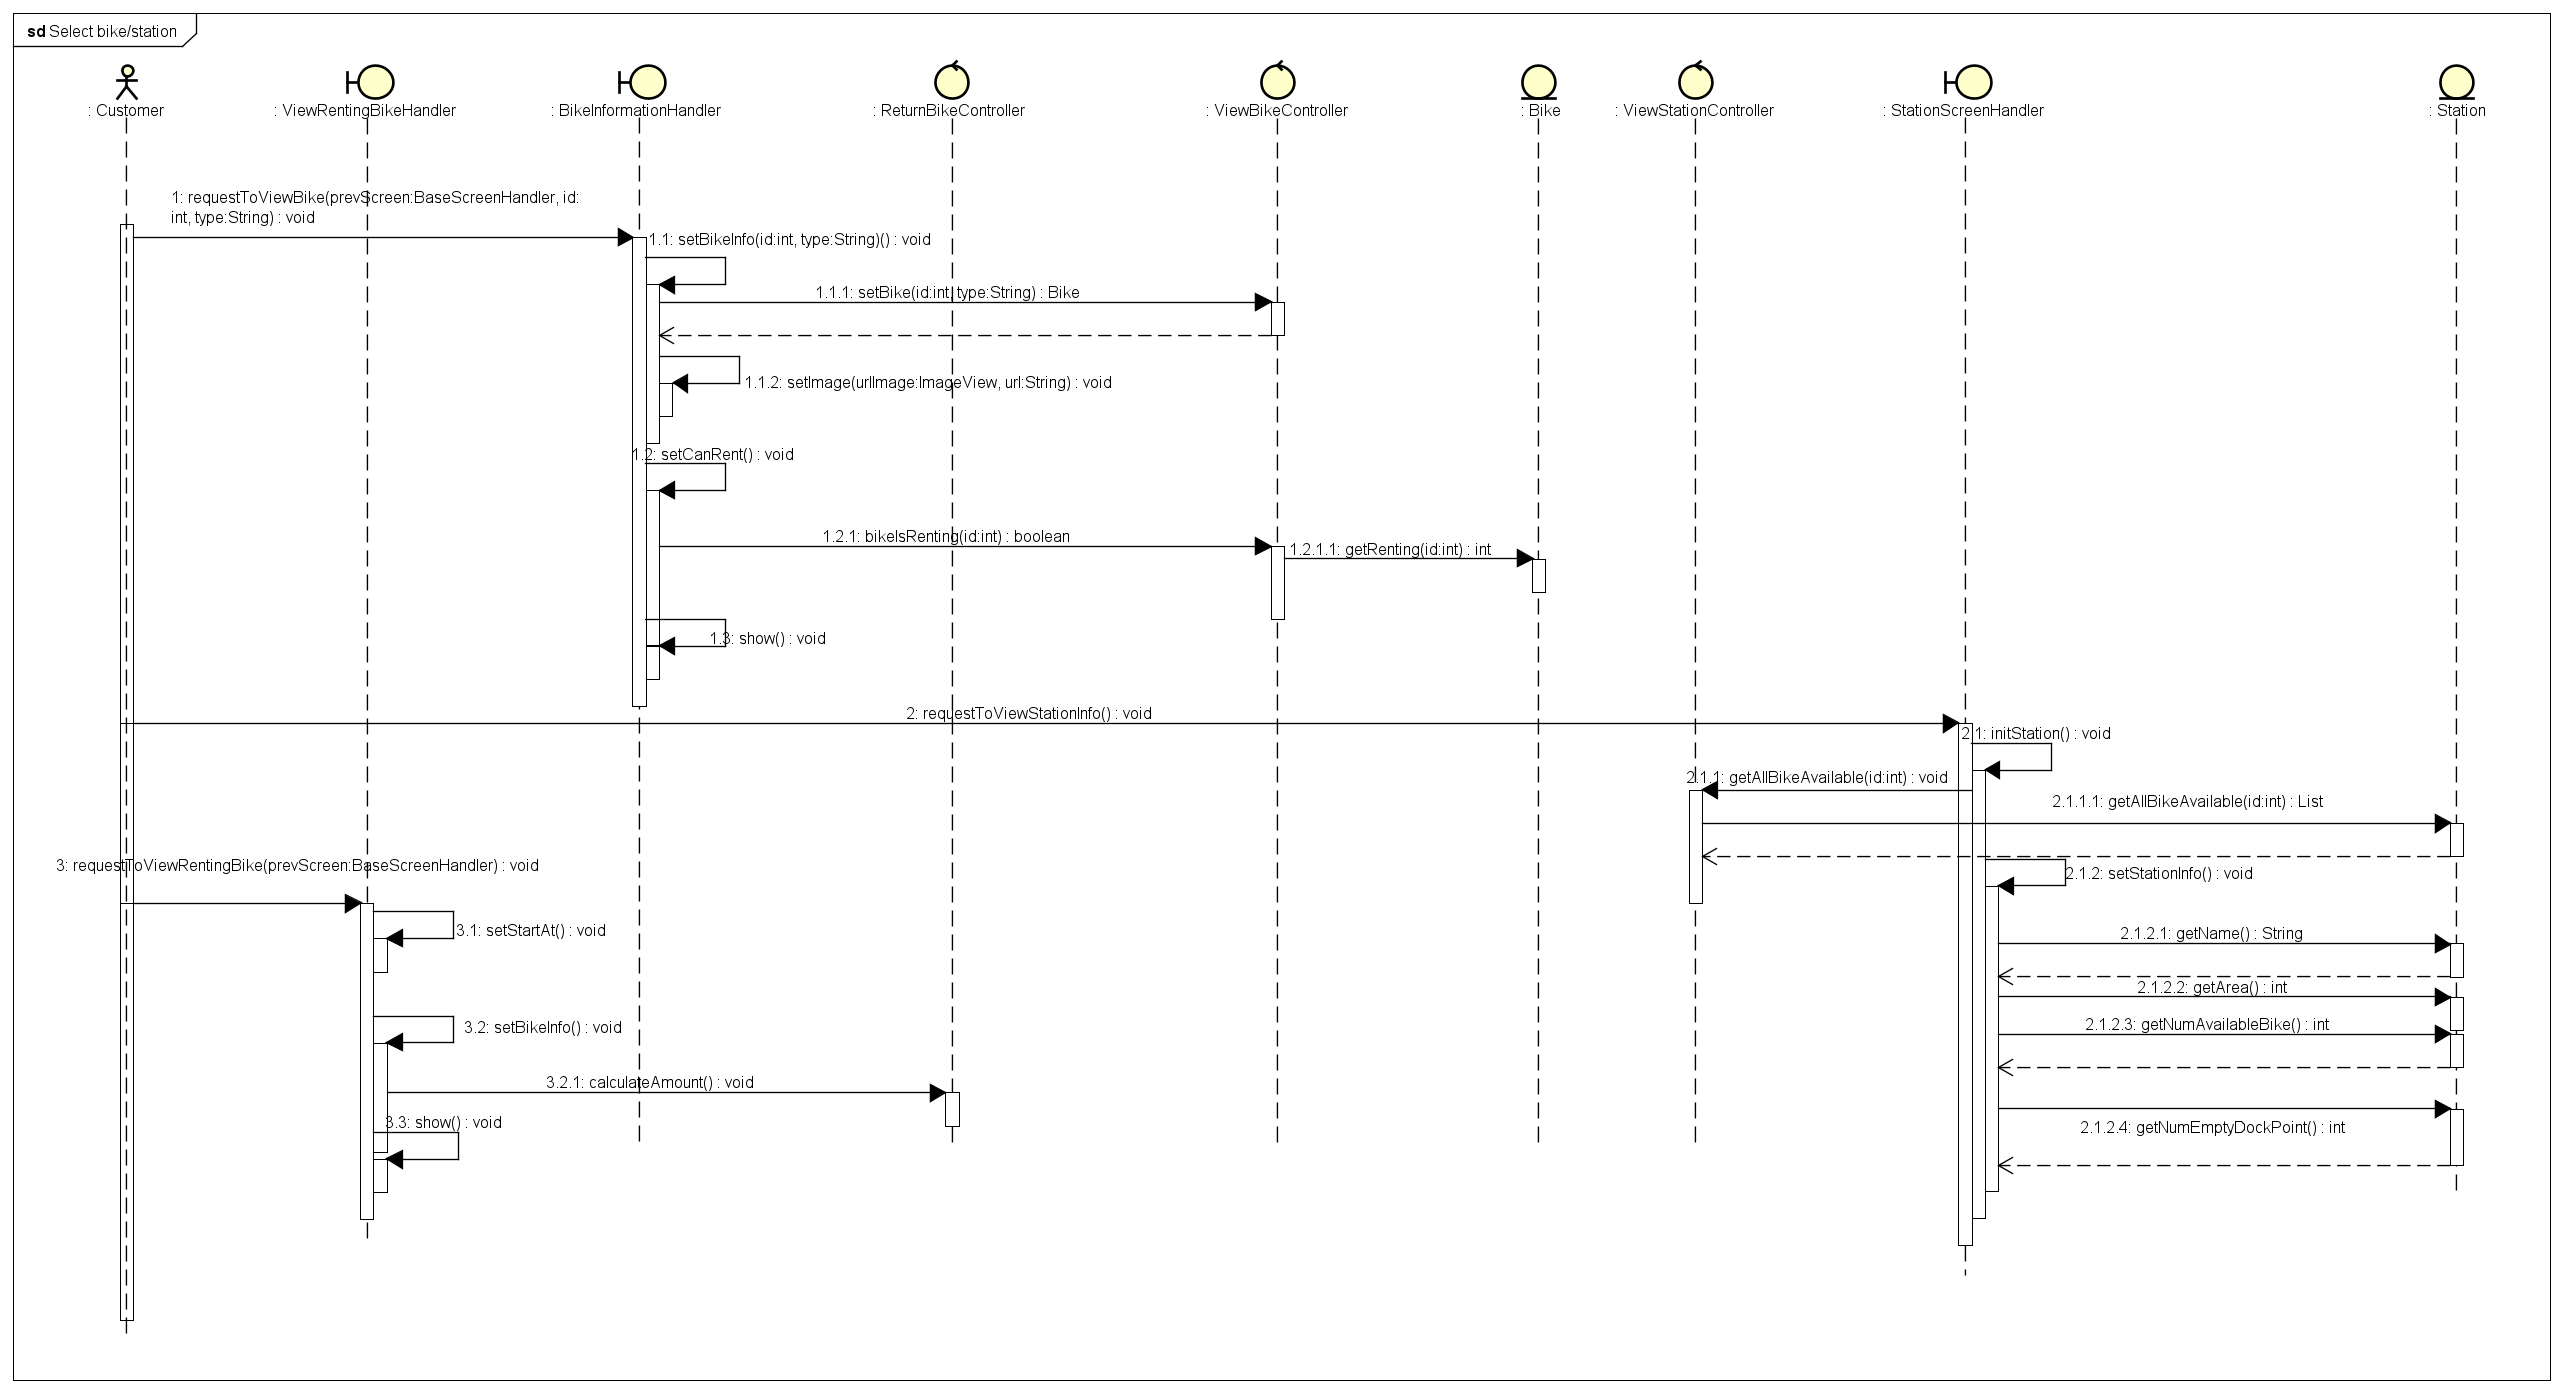 sd Select bike/station
: Customer
: ViewRentingBikeHandler
: BikeInformationHandler
: ReturnBikeController
: ViewBikeController
: Bike
: ViewStationController
: StationScreenHandler
: Station
1: requestToViewBike(prevScreen:BaseScreenHandler, id:
int, type:String) : void
1.1: setBikeInfo(id:int, type:String)() : void
1.1.1: setBike(id:int, type:String) : Bike
1.1.2: setImage(urlImage:ImageView, url:String) : void
1.2: setCanRent() : void
1.2.1: bikeIsRenting(id:int) : boolean
1.2.1.1: getRenting(id:int) : int
1.3: show() : void
2: requestToViewStationInfo() : void
2.1: initStation() : void
2.1.1: getAllBikeAvailable(id:int) : void
2.1.1.1: getAllBikeAvailable(id:int) : List
3: requestToViewRentingBike(prevScreen:BaseScreenHandler) : void
2.1.2: setStationInfo() : void
3.1: setStartAt() : void
2.1.2.1: getName() : String
2.1.2.2: getArea() : int
3.2: setBikeInfo() : void
2.1.2.3: getNumAvailableBike() : int
3.2.1: calculateAmount() : void
3.3: show() : void
2.1.2.4: getNumEmptyDockPoint() : int